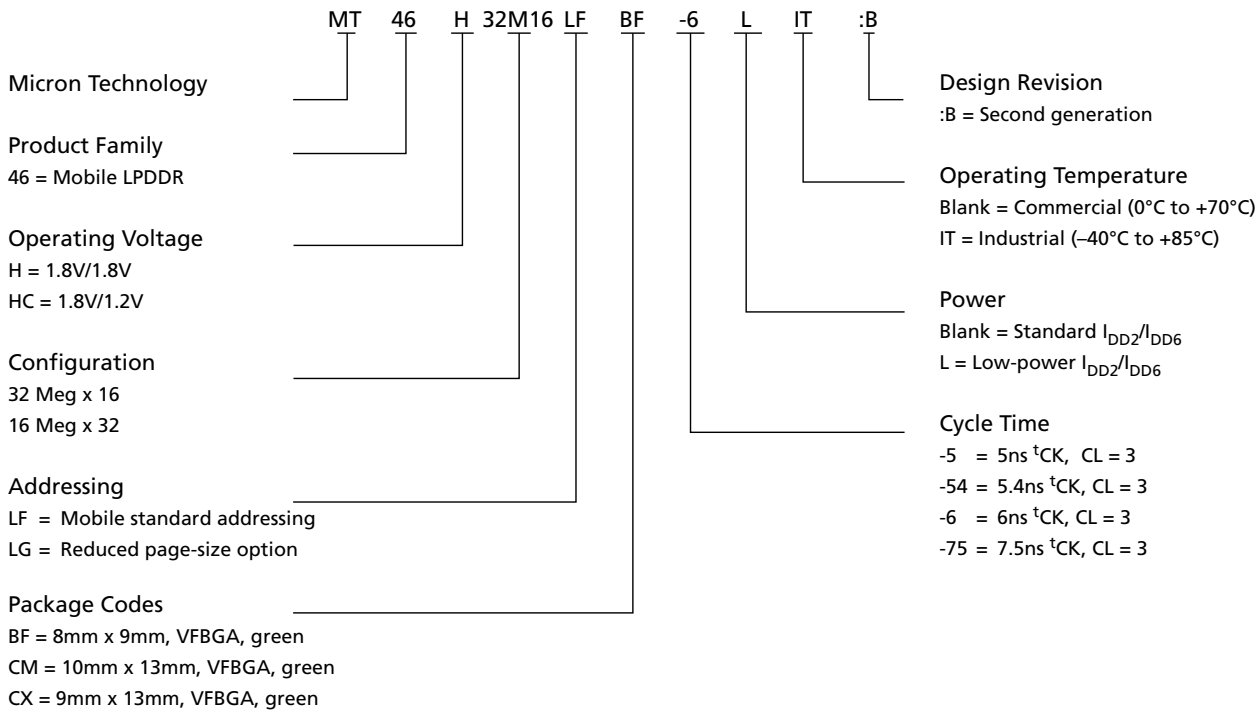 MT 46 H 32M16 LF BF -6 L IT :B
Micron Technology
Product Family
46 = Mobile LPDDR
Operating Voltage
H = 1.8V/1.8V
HC = 1.8V/1.2V
Configuration
32 Meg x 16
16 Meg x 32
Addressing
LF = Mobile standard addressing
LG = Reduced page-size option
Package Codes
BF = 8mm x 9mm, VFBGA, green
CM = 10mm x 13mm, VFBGA, green
CX = 9mm x 13mm, VFBGA, green
Design Revision
:B = Second generation
Operating Temperature
Blank = Commercial (0°C to +70°C)
IT = Industrial (–40°C to +85°C)
Power
Blank = Standard IDD2/IDD6
L = Low-power IDD2/IDD6
Cycle Time
-5 = 5ns tCK, CL = 3
-54 = 5.4ns tCK, CL = 3
-6 = 6ns tCK, CL = 3
-75 = 7.5ns tCK, CL = 3